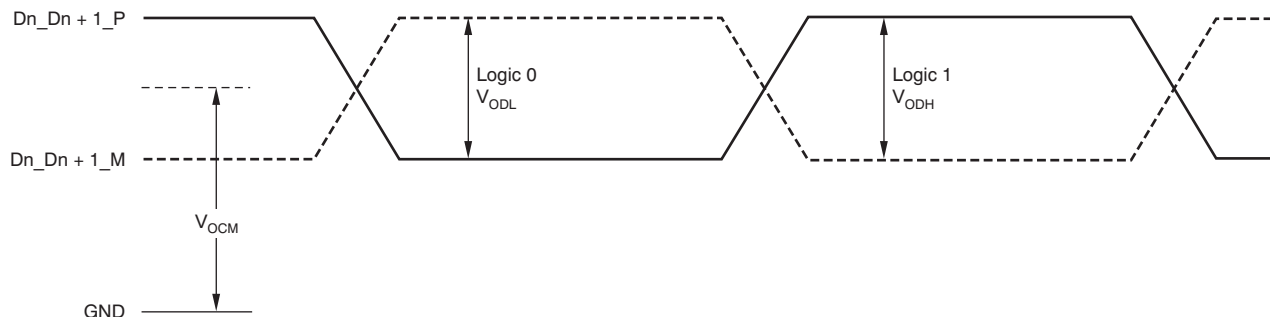 Dn_Dn + 1_P
Logic 0
VODL
Logic 1
VODH
Dn_Dn + 1_M
VOCM
GND